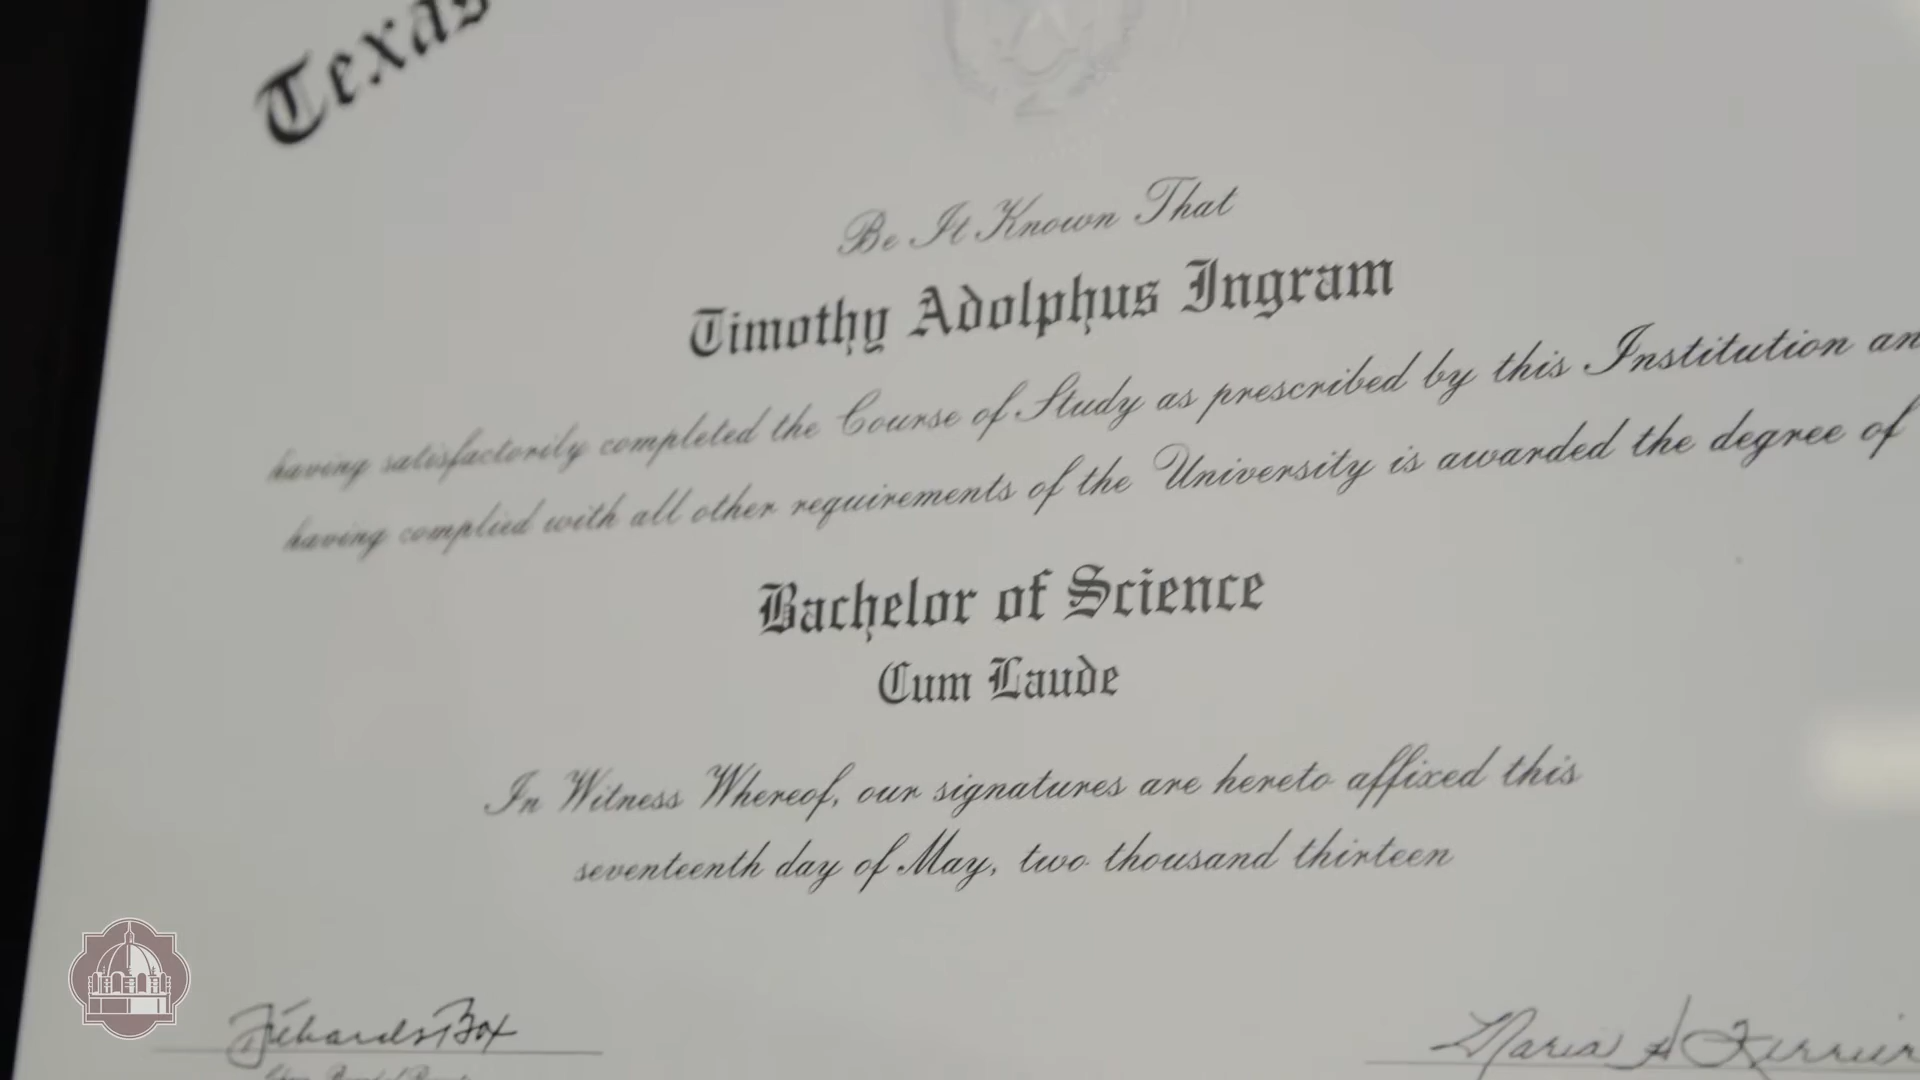 Texas
Be It Known That
Timothy Adolphus Ingram
having satisfactorily completed the Course of Study as prescribed by this Institution an
having complied with all other requirements of the University is awarded the degree of
Bachelor of Science
Cum Laude
In Witness Whereof, our signatures are hereto affixed this
seventeenth day of May, two thousand thirteen
Maria H Ferrier